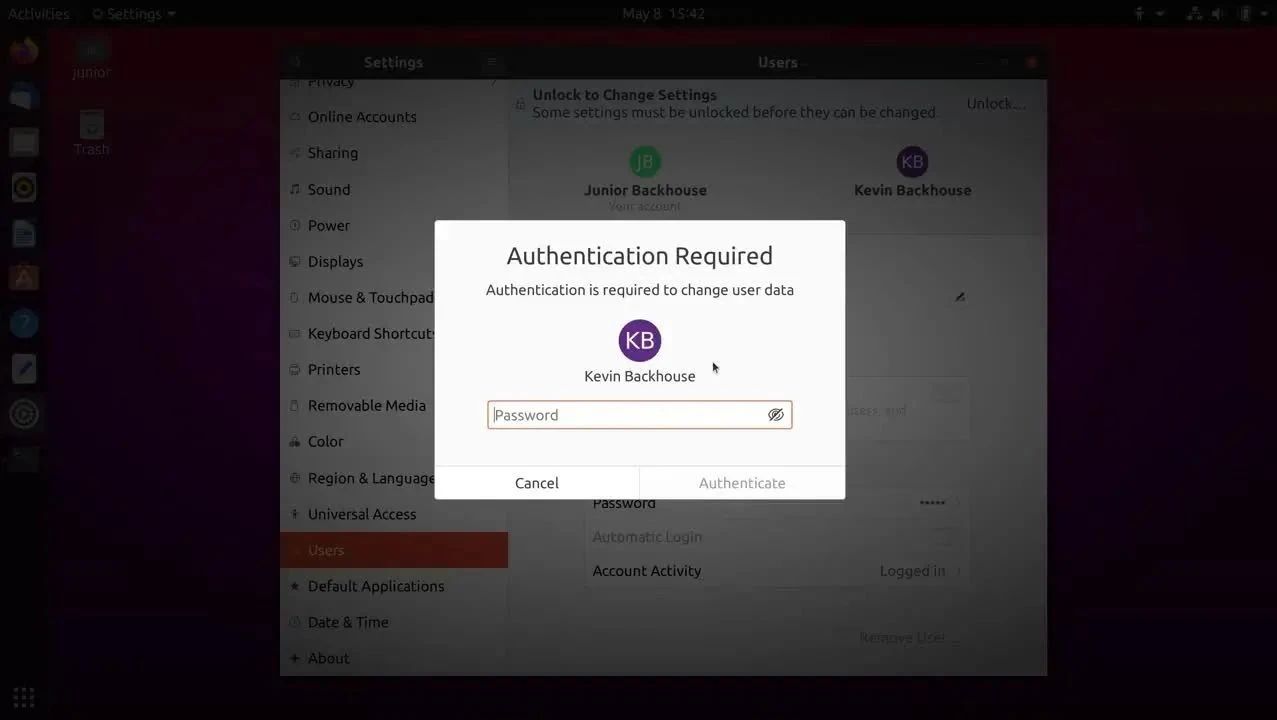 Activities
Settings
May 8 15:42
junior
Trash
Settings
Users
Privacy
Online Accounts
Sharing
Sound
Power
Displays
Mouse & Touchpad
Keyboard Shortcuts
Printers
Removable Media
Color
Region & Language
Universal Access
Users
Default Applications
Date & Time
About
Unlock to Change Settings
Some settings must be unlocked before they can be changed.
Unlock...
JB
Junior Backhouse
Your account
KB
Kevin Backhouse
Authentication Required
Authentication is required to change user data
KB
Kevin Backhouse
Password
Cancel
Authenticate
and
Password
•••••
Automatic Login
Account Activity
Logged in
Remove User...